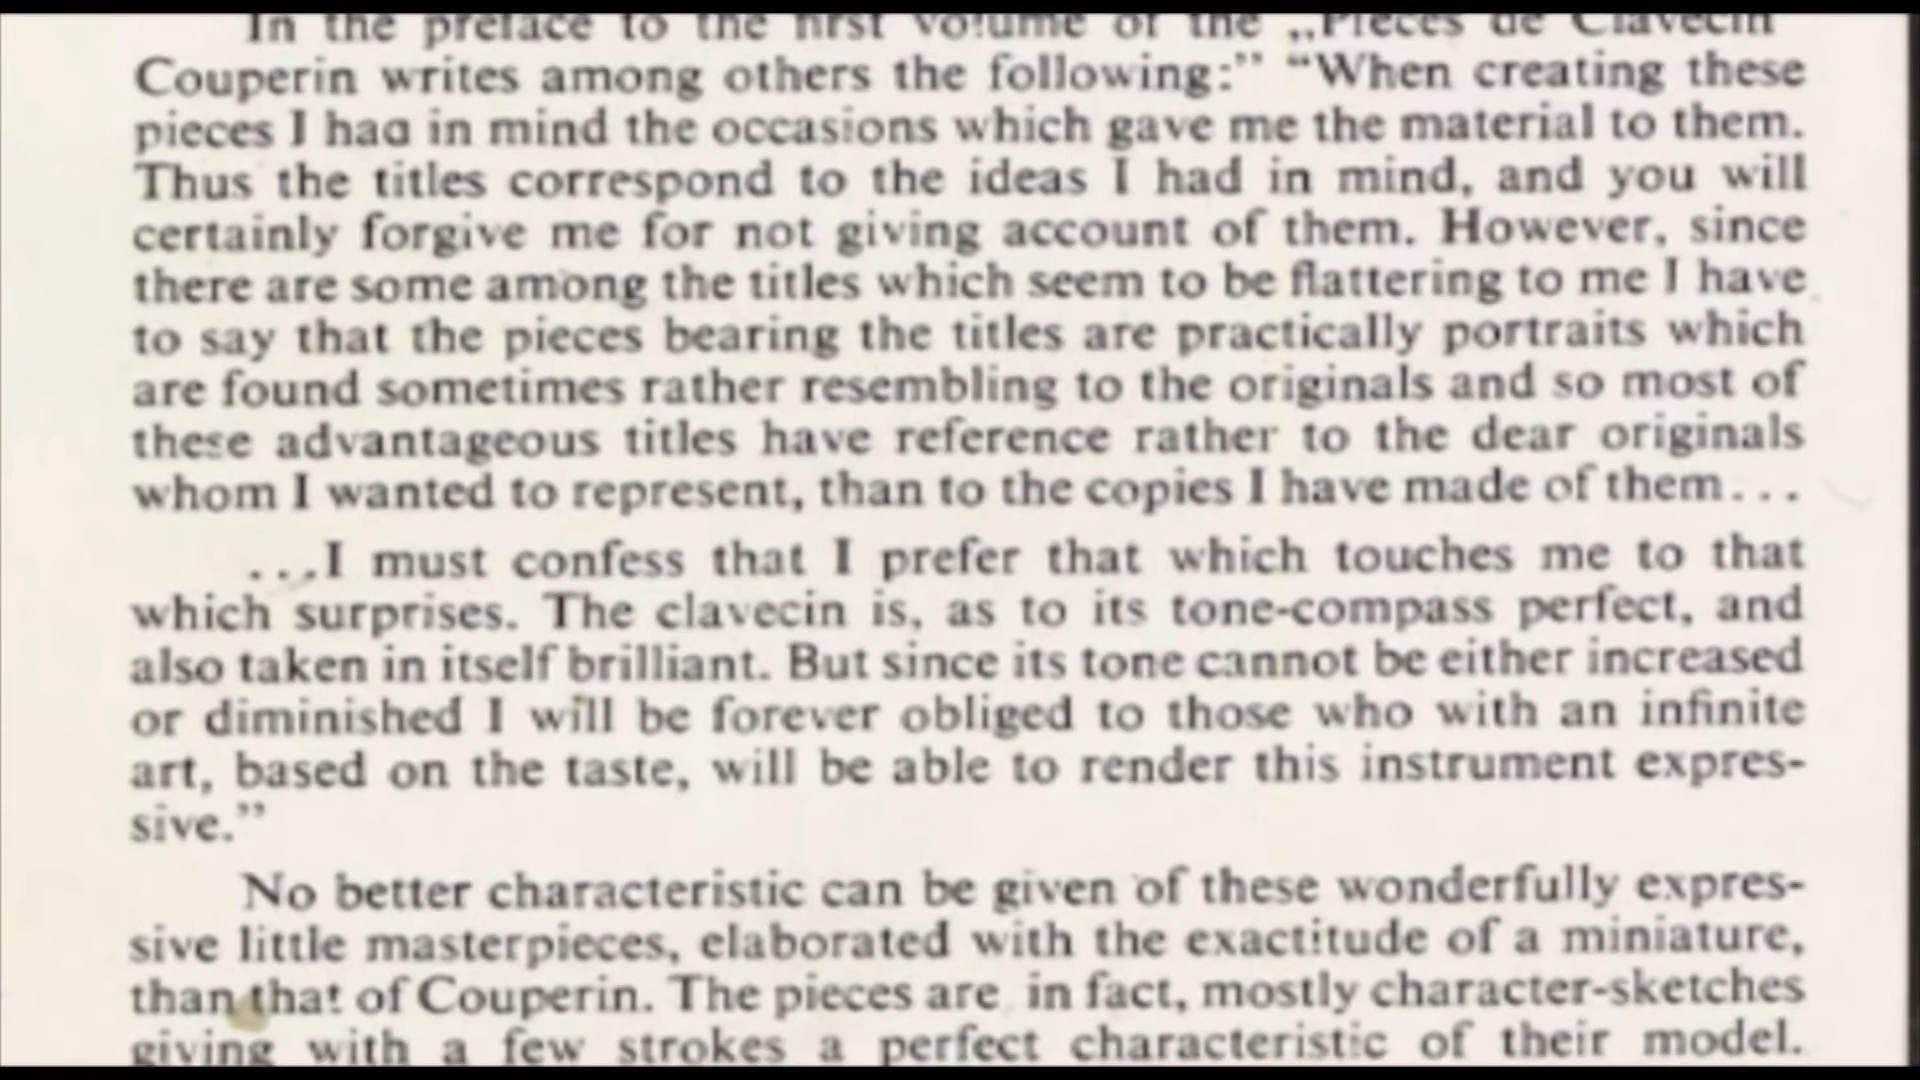 In the preface to the first volume of the „Pièces de Clavecin”
Couperin writes among others the following:” “When creating these
pieces I had in mind the occasions which gave me the material to them.
Thus the titles correspond to the ideas I had in mind, and you will
certainly forgive me for not giving account of them. However, since
there are some among the titles which seem to be flattering to me I have
to say that the pieces bearing the titles are practically portraits which
are found sometimes rather resembling to the originals and so most of
these advantageous titles have reference rather to the dear originals
whom I wanted to represent, than to the copies I have made of them...
...I must confess that I prefer that which touches me to that
which surprises. The clavecin is, as to its tone-compass perfect, and
also taken in itself brilliant. But since its tone cannot be either increased
or diminished I will be forever obliged to those who with an infinite
art, based on the taste, will be able to render this instrument expres-
sive.”
No better characteristic can be given of these wonderfully expres-
sive little masterpieces, elaborated with the exactitude of a miniature,
than that of Couperin. The pieces are in fact, mostly character-sketches
giving with a few strokes a perfect characteristic of their model.